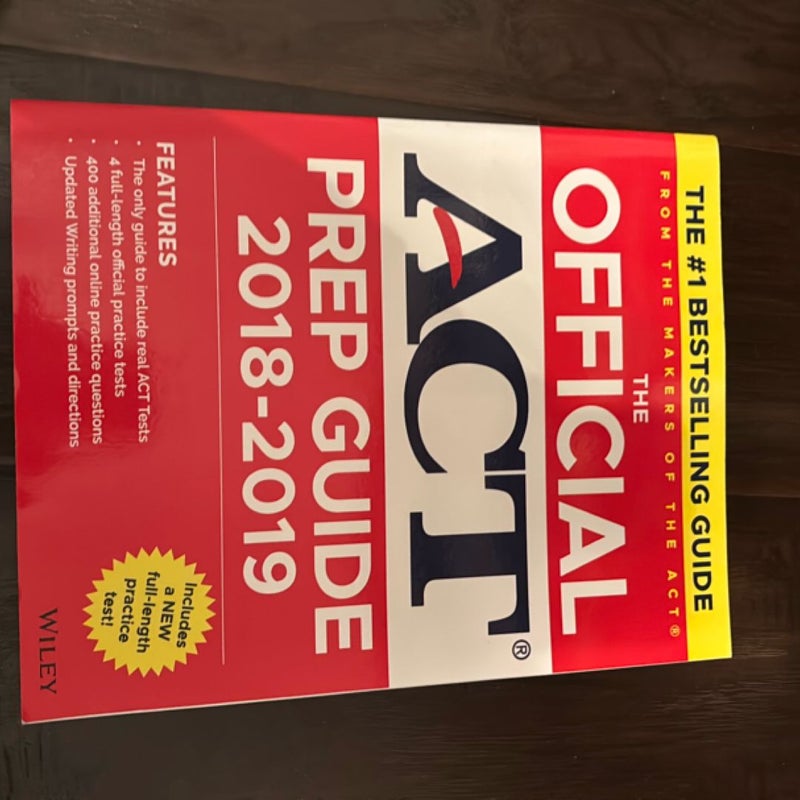 THE #1 BESTSELLING GUIDE
FROM THE MAKERS OF THE ACT®
THE
OFFICIAL
ACT®
PREP GUIDE
2018-2019
FEATURES
• The only guide to include real ACT Tests
• 4 full-length official practice tests
• 400 additional online practice questions
• Updated Writing prompts and directions
Includes
a NEW
full-length
practice
test!
WILEY